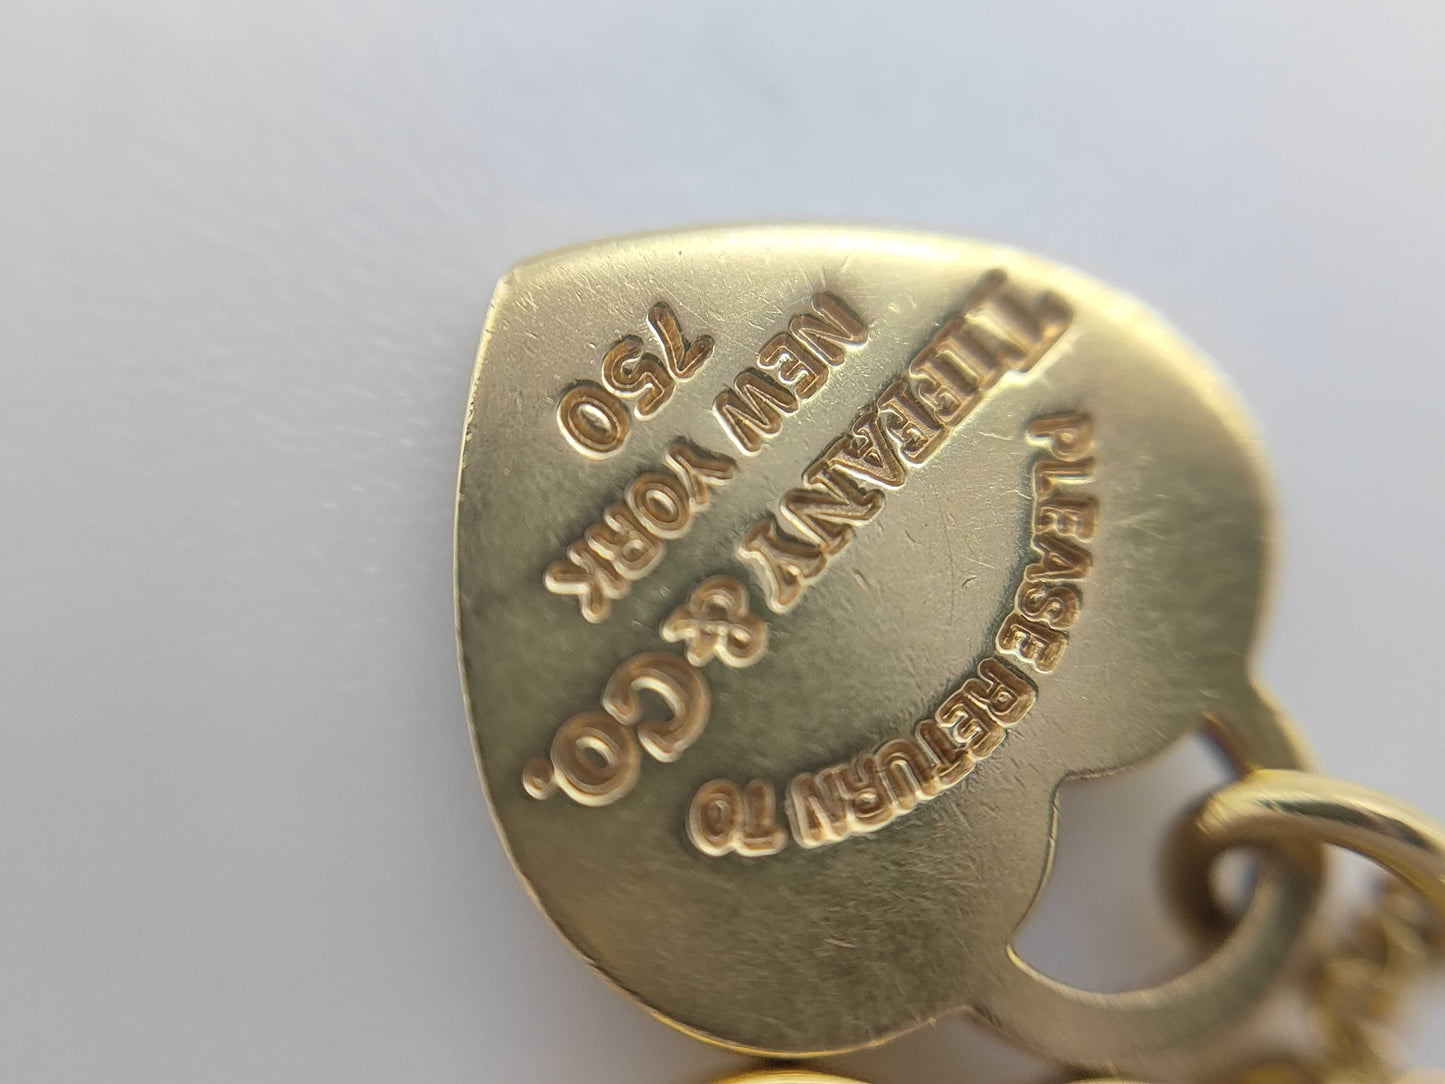 PLEASE RETURN TO
TIFFANY & CO.
NEW YORK
750